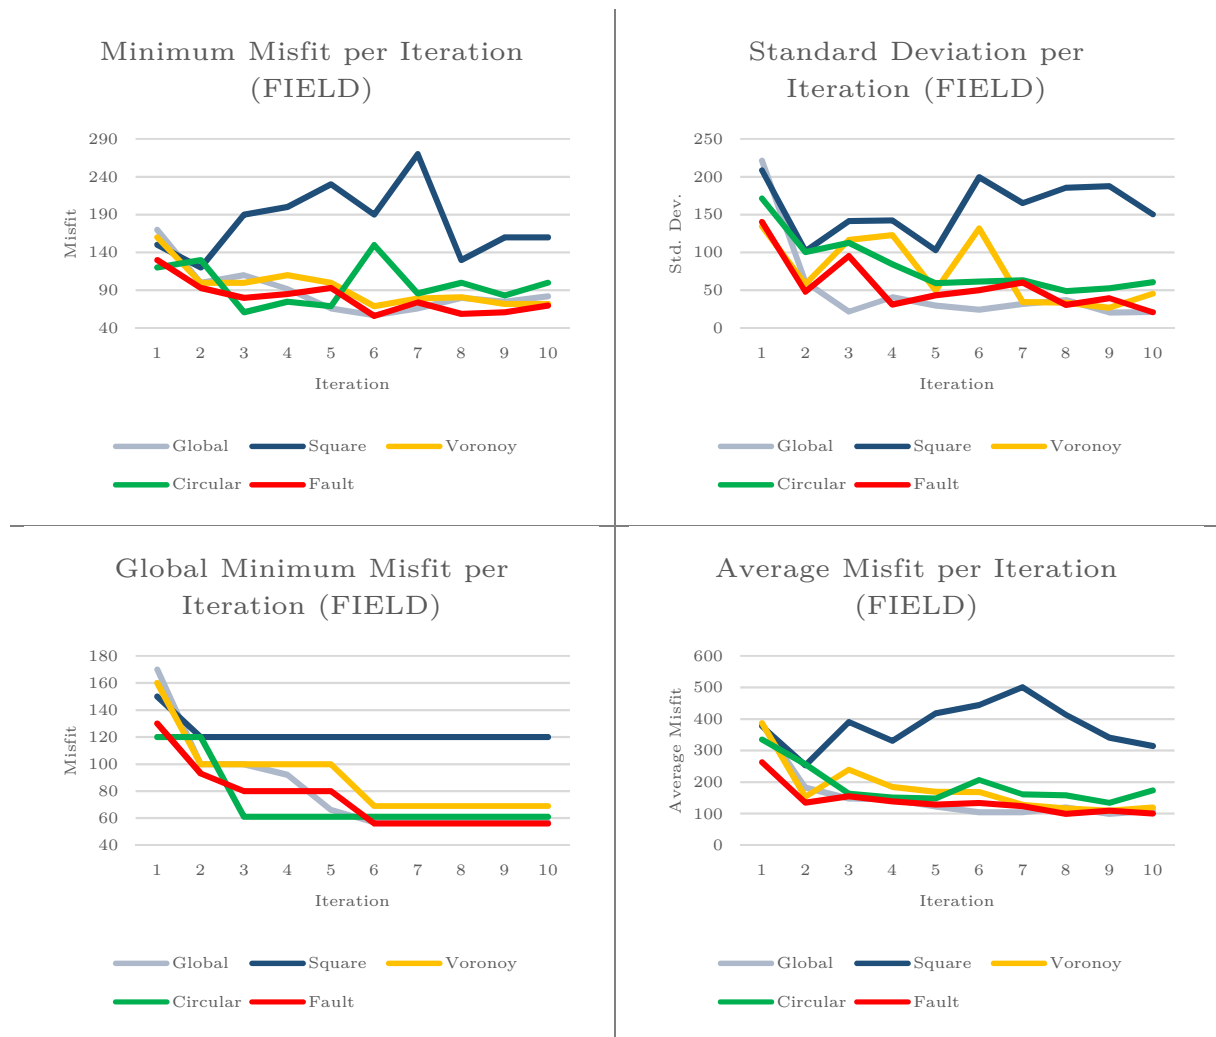 Minimum Misfit per Iteration
(FIELD)
290
240
190
140
90
40
Misfit
1 2 3 4 5 6 7 8 9 10
Iteration
Global Square Voronoy
Circular Fault
Standard Deviation per
Iteration (FIELD)
250
200
150
100
50
0
Std. Dev.
1 2 3 4 5 6 7 8 9 10
Iteration
Global Square Voronoy
Circular Fault
Global Minimum Misfit per
Iteration (FIELD)
180
160
140
120
100
80
60
40
Misfit
1 2 3 4 5 6 7 8 9 10
Iteration
Global Square Voronoy
Circular Fault
Average Misfit per Iteration
(FIELD)
600
500
400
300
200
100
0
Average Misfit
1 2 3 4 5 6 7 8 9 10
Iteration
Global Square Voronoy
Circular Fault